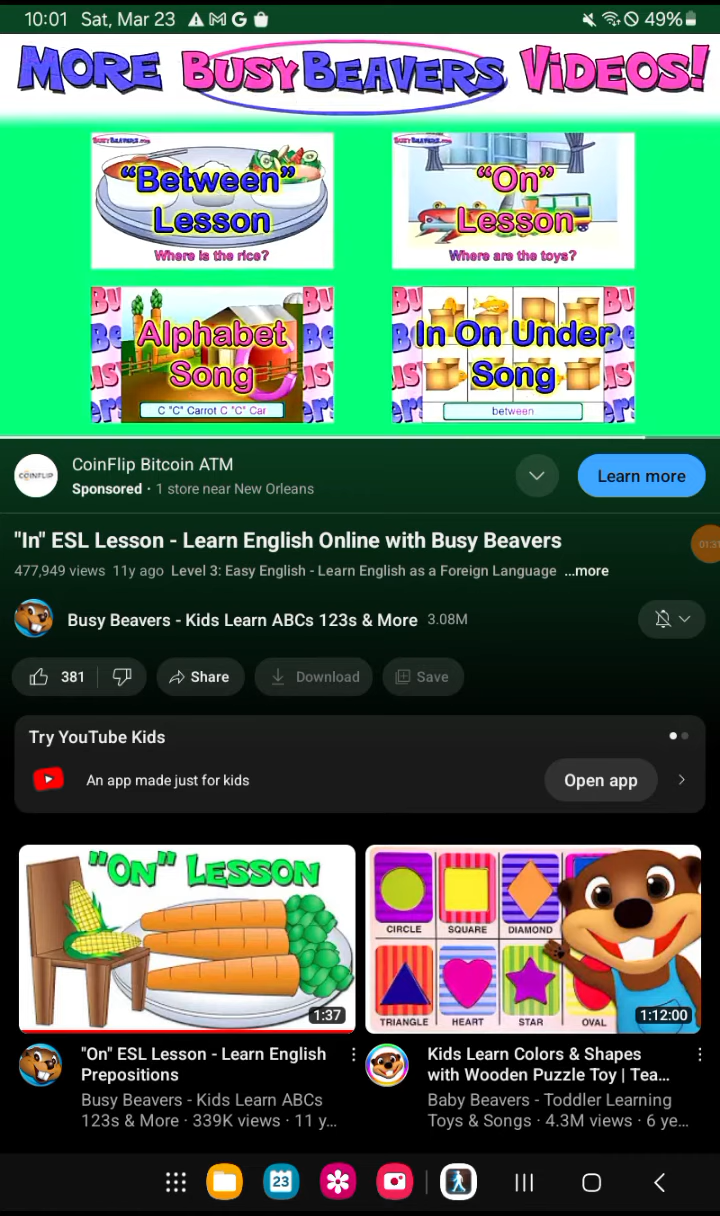 10:01 Sat, Mar 23
49%
MORE BUSY BEAVERS VIDEOS!
"Between"
Lesson
Where is the rice?
"On"
Lesson
Where are the toys?
Alphabet
Song
C "C" Carrot C "C" Car
In On Under
Song
between
COINFLIP
CoinFlip Bitcoin ATM
Sponsored · 1 store near New Orleans
Learn more
"In" ESL Lesson - Learn English Online with Busy Beavers
477,949 views 11y ago Level 3: Easy English - Learn English as a Foreign Language ...more
Busy Beavers - Kids Learn ABCs 123s & More 3.08M
381
Share
Download
Save
Try YouTube Kids
An app made just for kids
Open app
"ON" LESSON
1:37
CIRCLE
SQUARE
DIAMOND
TRIANGLE
HEART
STAR
OVAL
1:12:00
"On" ESL Lesson - Learn English
Prepositions
Busy Beavers - Kids Learn ABCs
123s & More · 339K views · 11 y...
Kids Learn Colors & Shapes
with Wooden Puzzle Toy | Tea...
Baby Beavers - Toddler Learning
Toys & Songs · 4.3M views · 6 ye...
23